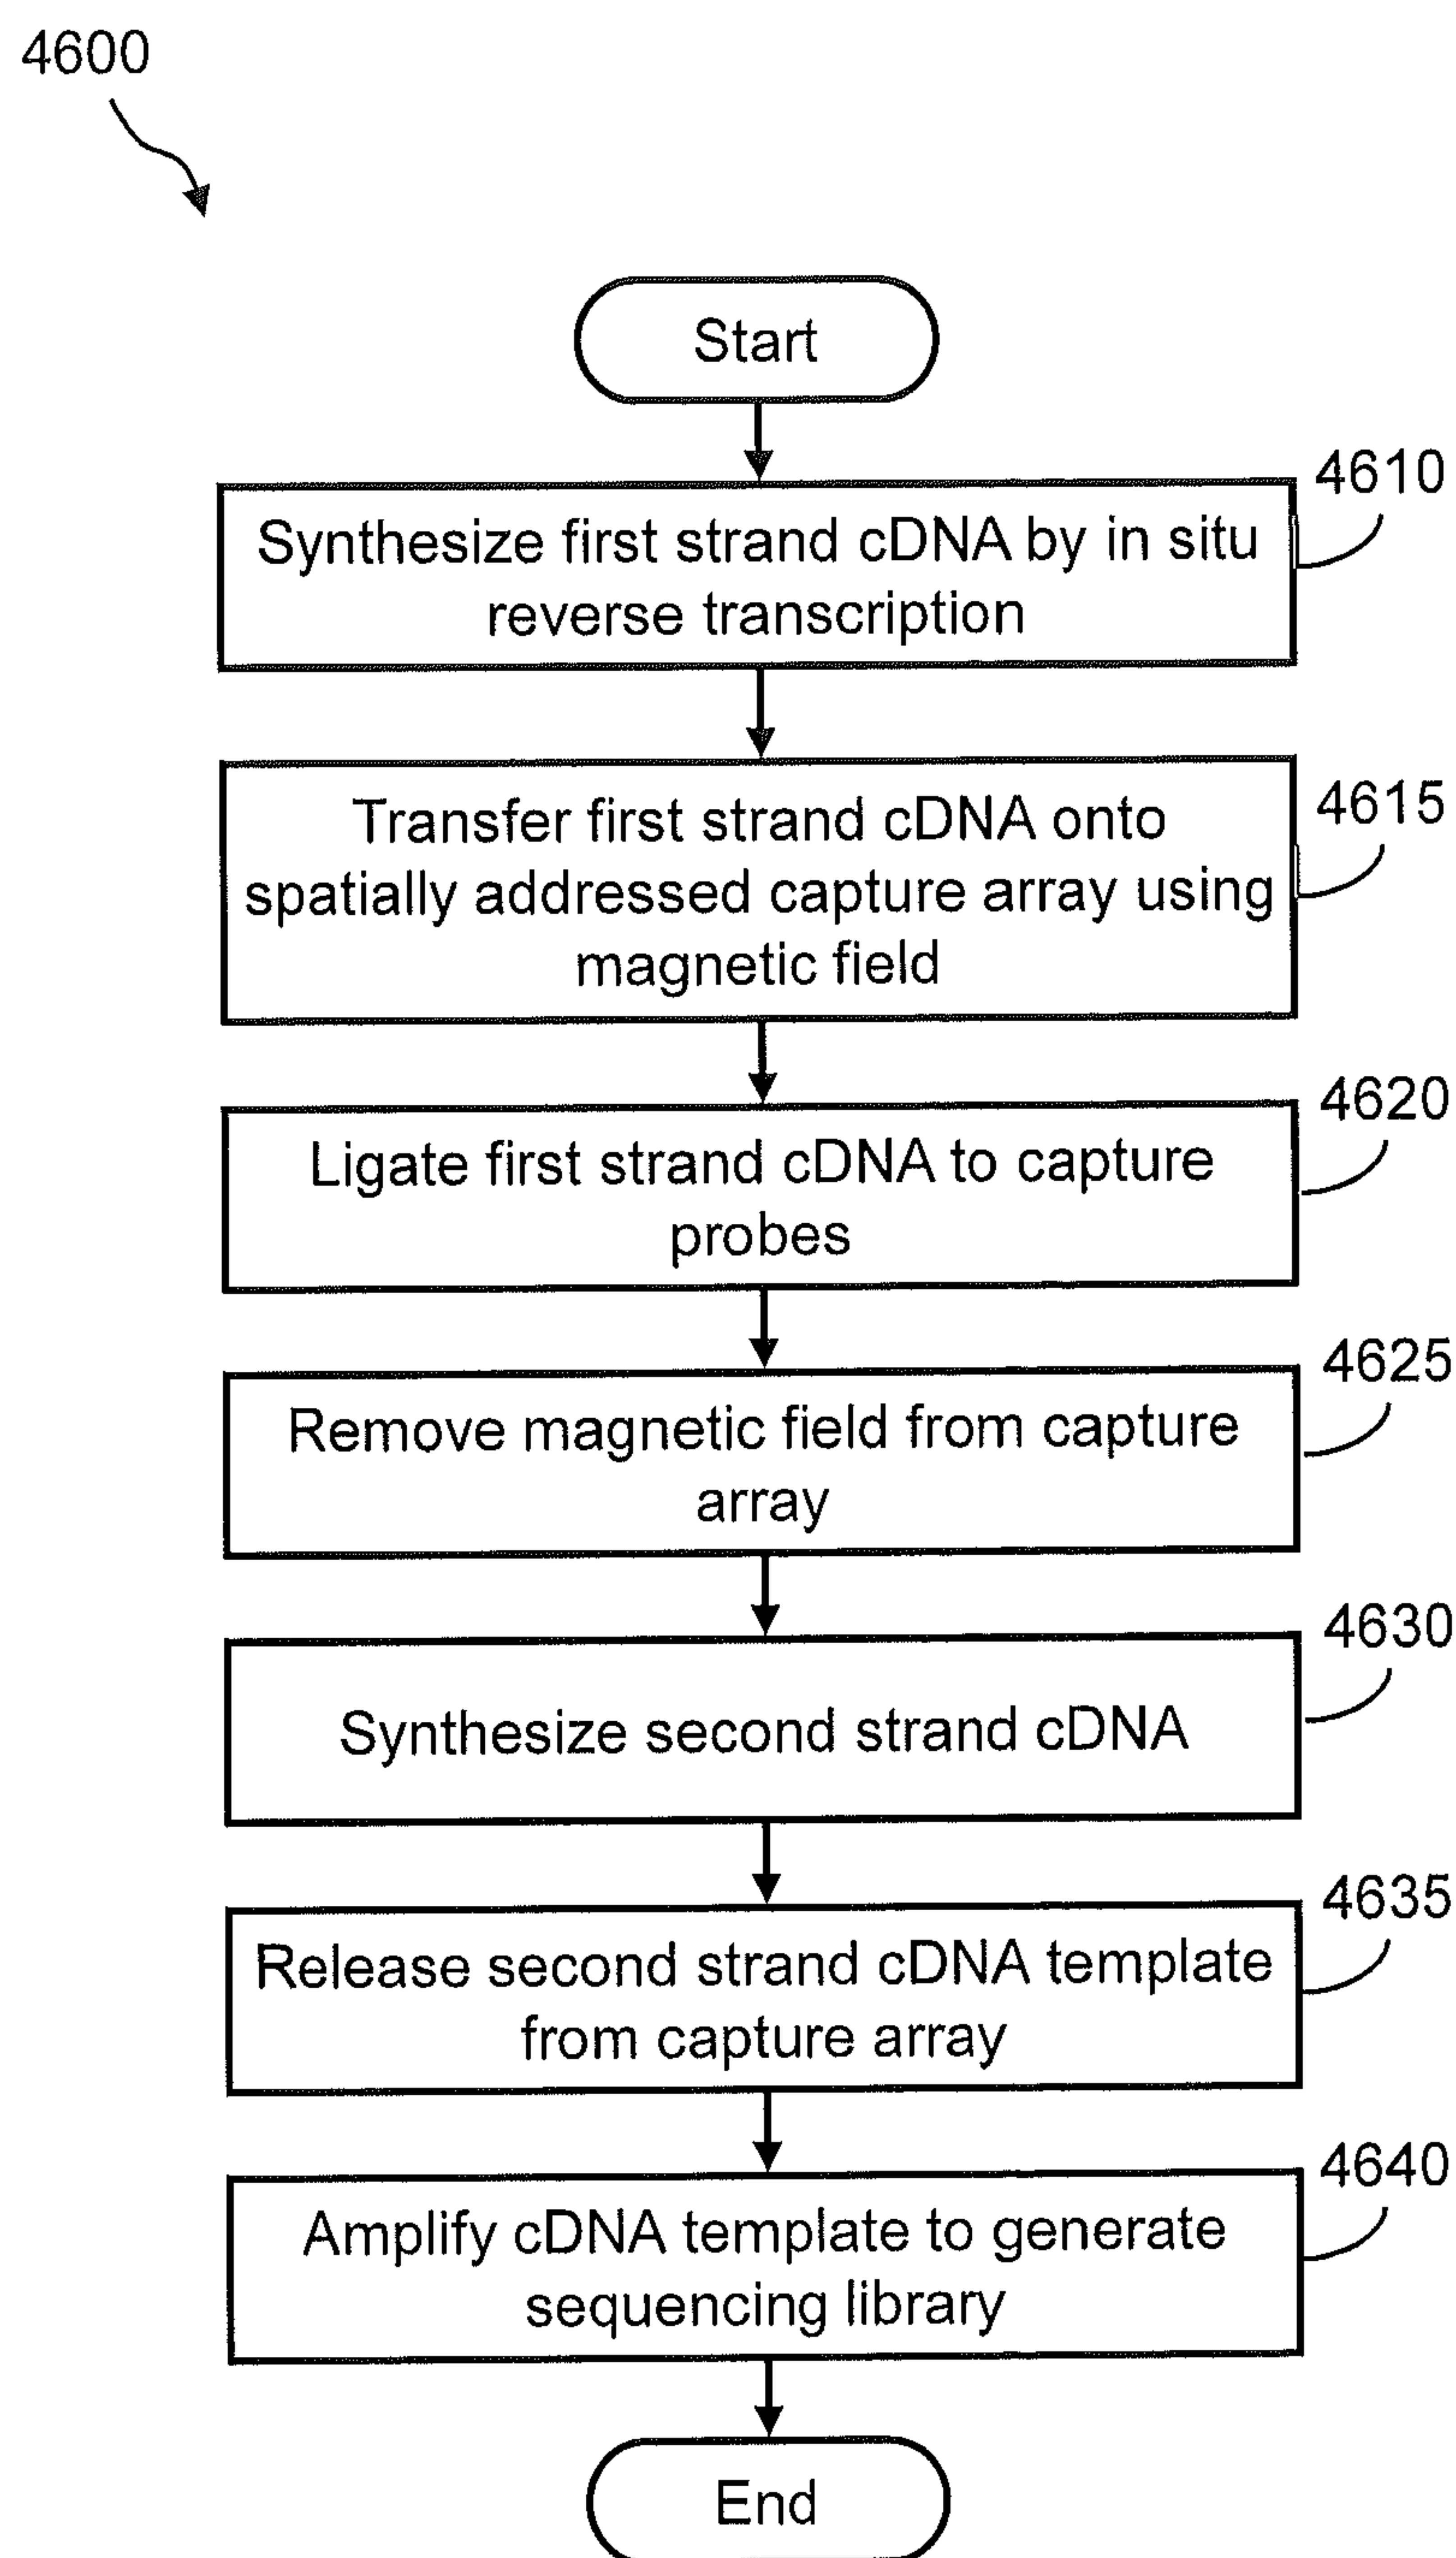 4600
Start
4610
Synthesize first strand cDNA by in situ
reverse transcription
4615
Transfer first strand cDNA onto
spatially addressed capture array using
magnetic field
4620
Ligate first strand cDNA to capture
probes
4625
Remove magnetic field from capture
array
4630
Synthesize second strand cDNA
4635
Release second strand cDNA template
from capture array
4640
Amplify cDNA template to generate
sequencing library
End